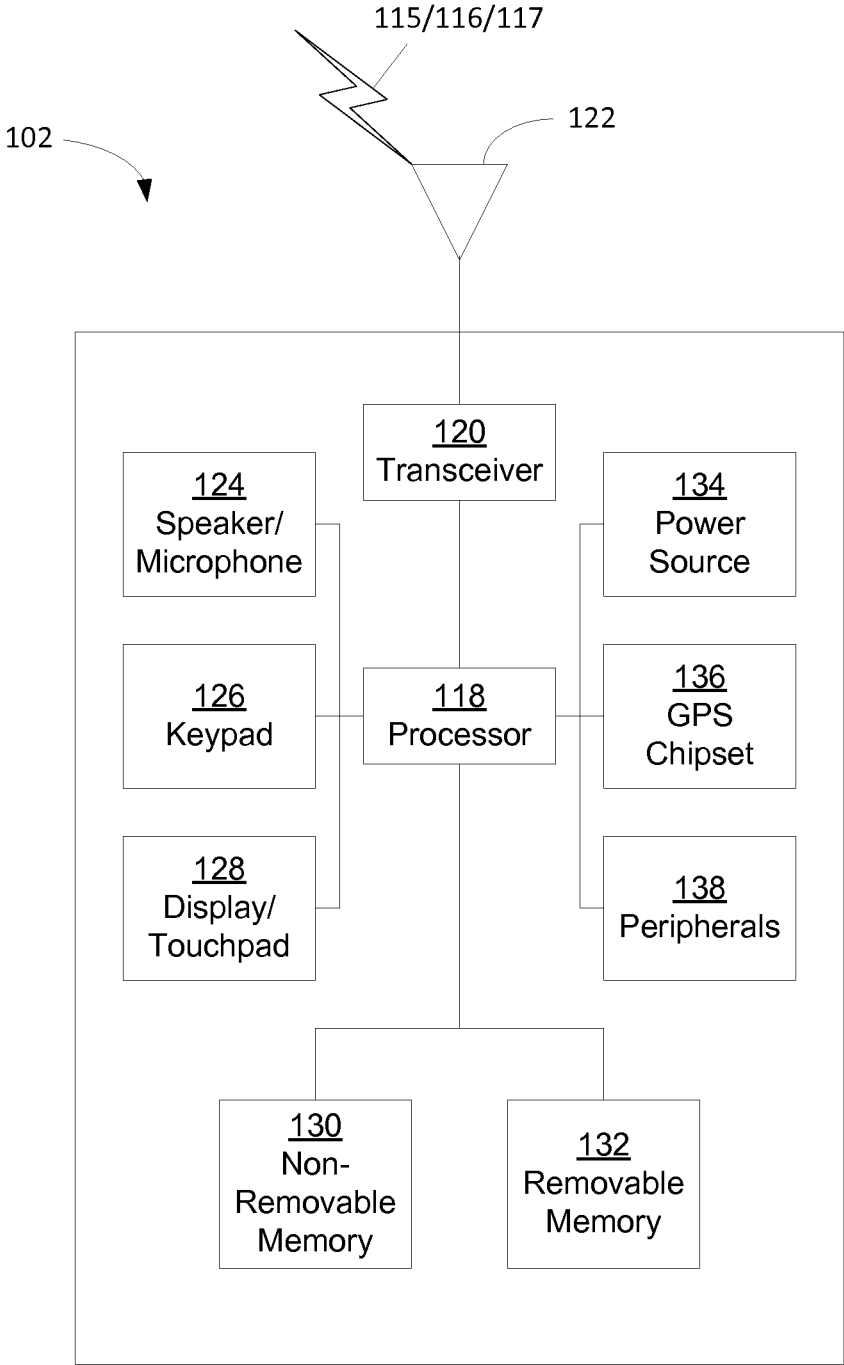 115/116/117
122
102
120
Transceiver
124
Speaker/
Microphone
134
Power
Source
126
Keypad
118
Processor
136
GPS
Chipset
128
Display/
Touchpad
138
Peripherals
130
Non-
Removable
Memory
132
Removable
Memory